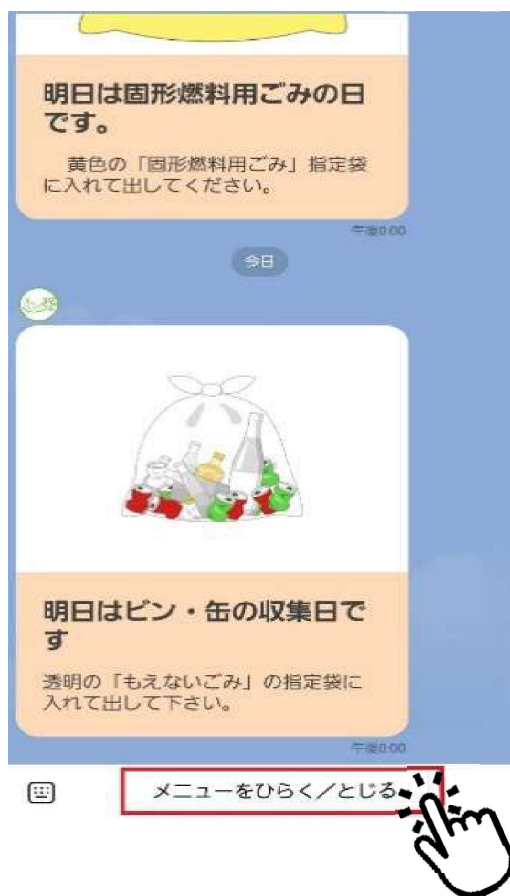 明日は固形燃料用ごみの日
です。
黄色の「固形燃料用ごみ」指定袋
に入れて出してください。
午後0:00
今日
明日はビン・缶の収集日で
す
透明の「もえないごみ」の指定袋に
入れて出して下さい。
午後0:00
メニューをひらく／とじる